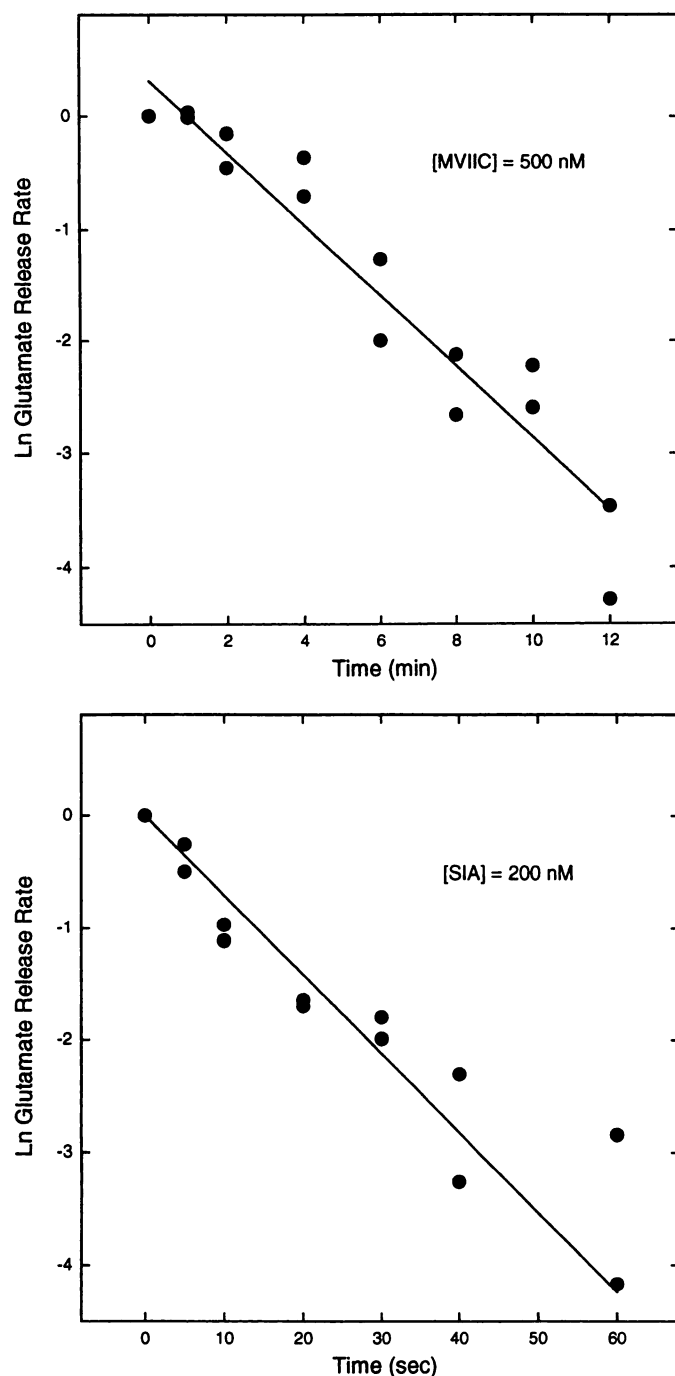 0
-1
-2
-3
-4
Ln Glutamate Release Rate
[MVIIC] = 500 nM
0 2 4 6 8 10 12
Time (min)
0
-1
-2
-3
-4
Ln Glutamate Release Rate
[SIA] = 200 nM
0 10 20 30 40 50 60
Time (sec)